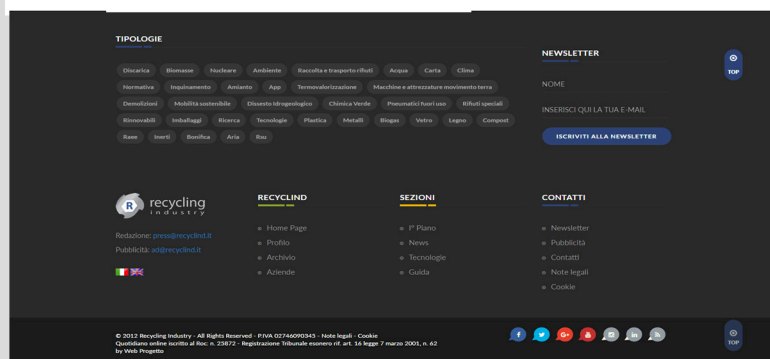 TIPOLOGIE
Discarica Biomasse Nucleare Ambiente Raccolta e trasporto rifiuti Acqua Carta Clima
Normativa Inquinamento Amianto App Termovalorizzazione Macchine e attrezzature movimento terra
Demolizioni Mobilità sostenibile Dissesto Idrogeologico Chimica Verde Pneumatici fuori uso Rifiuti speciali
Rinnovabili Imballaggi Ricerca Tecnologie Plastica Metalli Biogas Vetro Legno Compost
Raee Inerti Bonifica Aria Rsu
NEWSLETTER
NOME
INSERISCI QUI LA TUA E-MAIL
ISCRIVITI ALLA NEWSLETTER
TOP
R recycling
industry
Redazione: press@recyclind.it
Pubblicità: ad@recyclind.it
RECYCLIND
Home Page
Profilo
Archivio
Aziende
SEZIONI
I° Piano
News
Tecnologie
Guida
CONTATTI
Newsletter
Pubblicità
Contatti
Note legali
Cookie
© 2012 Recycling Industry - All Rights Reserved - P.IVA 02746090345 - Note legali - Cookie
Quotidiano online iscritto al Roc: n. 23872 - Registrazione Tribunale esonero rif. art. 16 legge 7 marzo 2001, n. 62
by Web Progetto
f G+ in
TOP